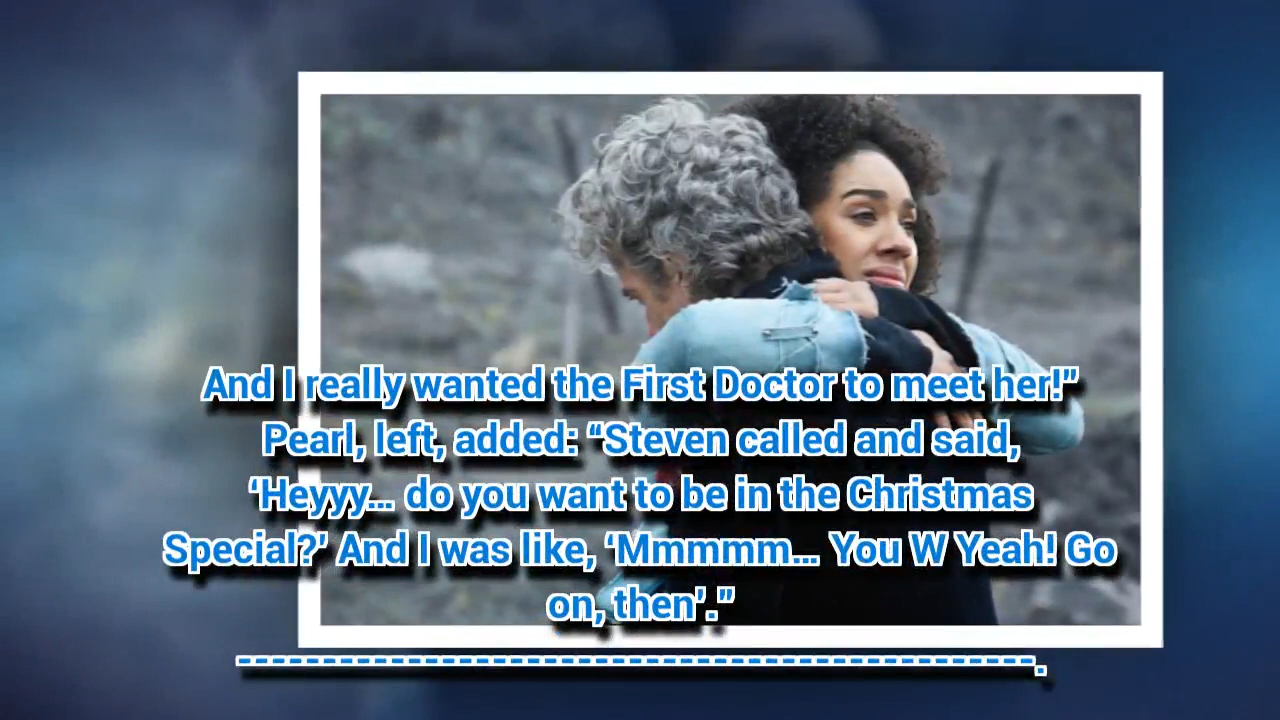 And I really wanted the First Doctor to meet her!”
Pearl, left, added: “Steven called and said,
‘Heyyy... do you want to be in the Christmas
Special?’ And I was like, ‘Mmmmm... You W Yeah! Go
on, then’.”
---------------------------------------------------.